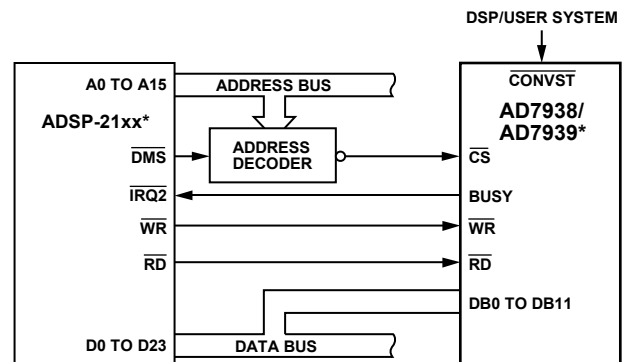 DSP/USER SYSTEM
A0 TO A15
ADDRESS BUS
CONVST
ADSP-21xx*
AD7938/
AD7939*
DMS
ADDRESS
DECODER
CS
IRQ2
BUSY
WR
WR
RD
RD
DB0 TO DB11
D0 TO D23
DATA BUS